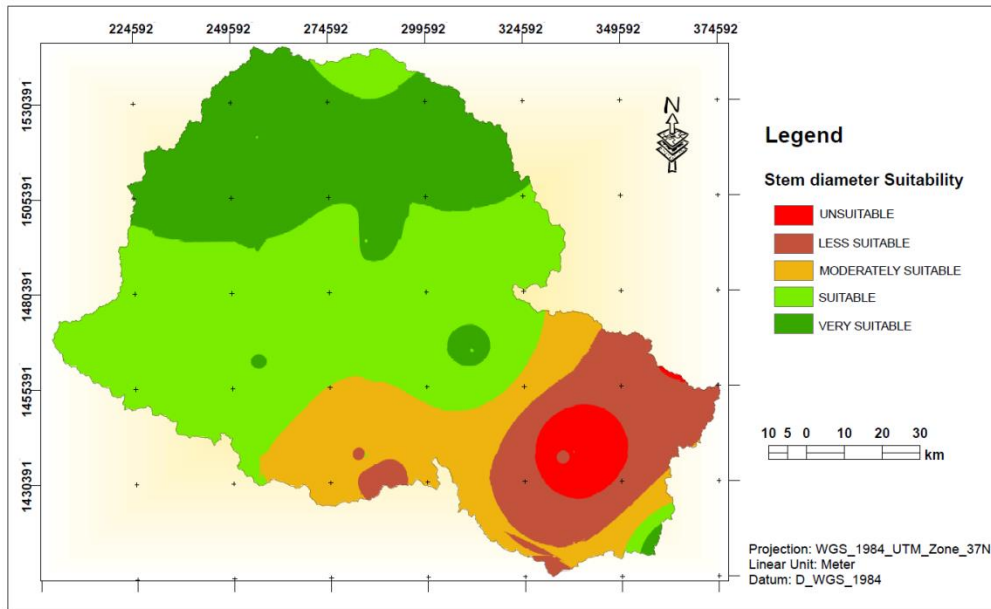 224592 249592 274592 299592 324592 349592 374592
1530391
1505391
1480391
1455391
1430391
N
Legend
Stem diameter Suitability
UNSUITABLE
LESS SUITABLE
MODERATELY SUITABLE
SUITABLE
VERY SUITABLE
10 5 0 10 20 30
km
Projection: WGS_1984_UTM_Zone_37N
Linear Unit: Meter
Datum: D_WGS_1984